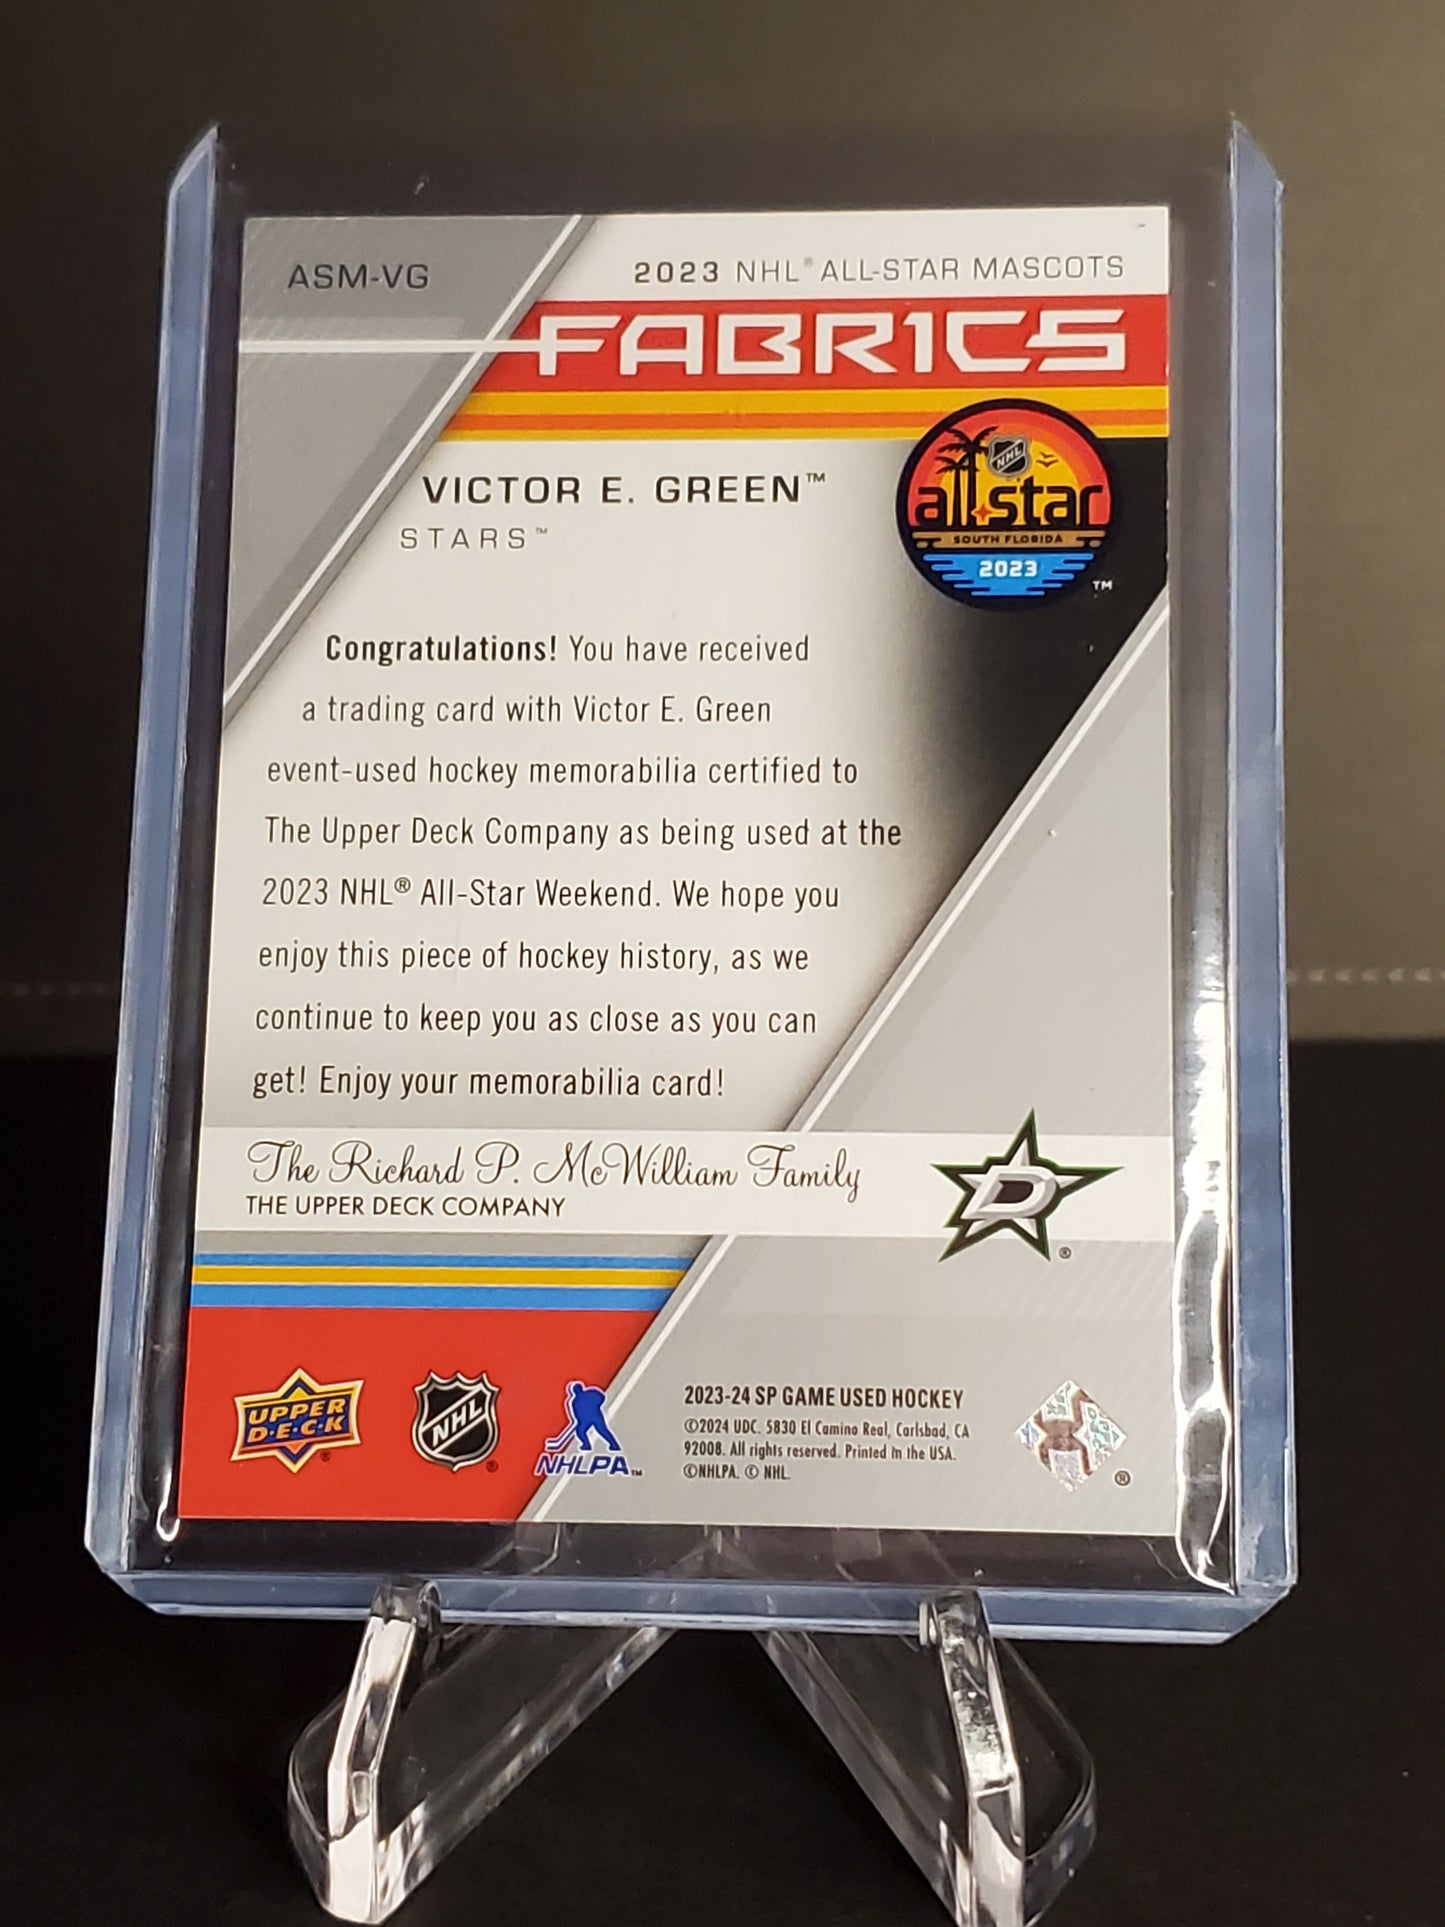 ASM-VG
2023 NHL® ALL-STAR MASCOTS
FABRICS
VICTOR E. GREEN™
STARS™
NHL
all star
SOUTH FLORIDA
2023
TM
Congratulations! You have received
a trading card with Victor E. Green
event-used hockey memorabilia certified to
The Upper Deck Company as being used at the
2023 NHL® All-Star Weekend. We hope you
enjoy this piece of hockey history, as we
continue to keep you as close as you can
get! Enjoy your memorabilia card!
The Richard P. McWilliam Family
THE UPPER DECK COMPANY
D
®
UPPER
D·E·C·K
®
NHL
®
NHLPA™
2023-24 SP GAME USED HOCKEY
©2024 UDC. 5830 El Camino Real, Carlsbad, CA
92008. All rights reserved. Printed in the USA.
©NHLPA. © NHL.
®